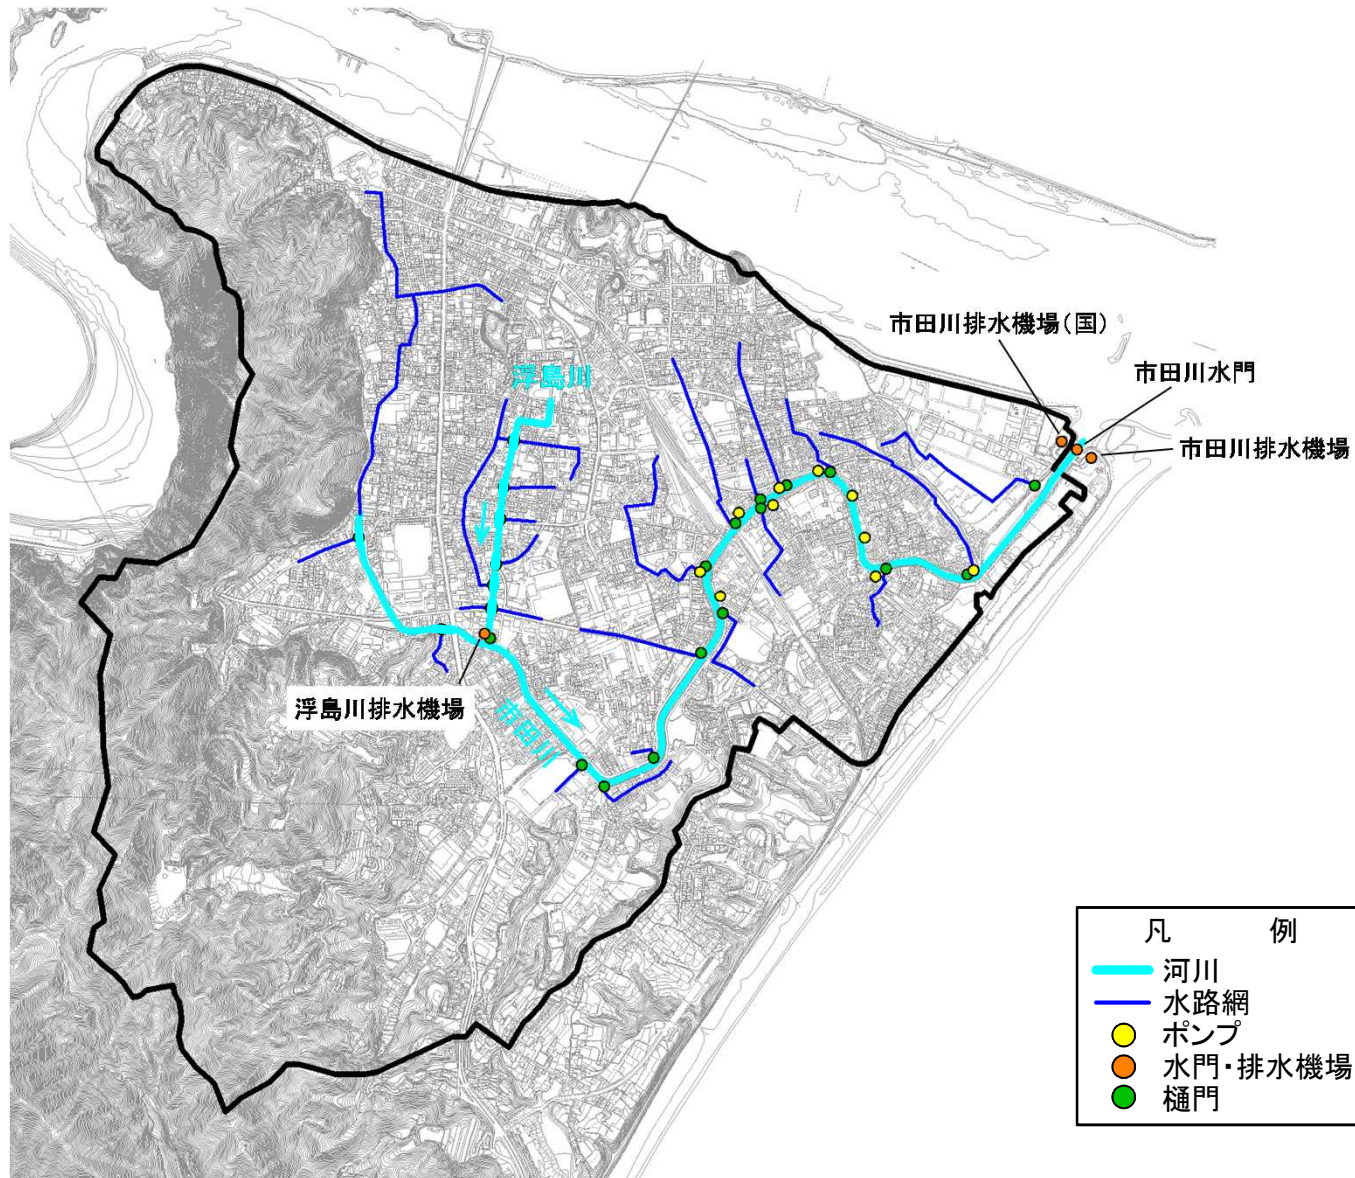 市田川排水機場(国)
市田川水門
浮島川
市田川排水機場
浮島川排水機場
市田川
凡 例
河川
水路網
ポンプ
水門・排水機場
樋門